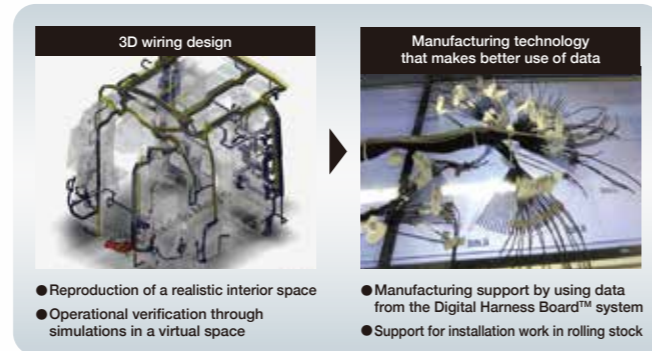 3D wiring design
Manufacturing technology
that makes better use of data
●Reproduction of a realistic interior space
●Operational verification through
simulations in a virtual space
●Manufacturing support by using data
from the Digital Harness Board™ system
●Support for installation work in rolling stock